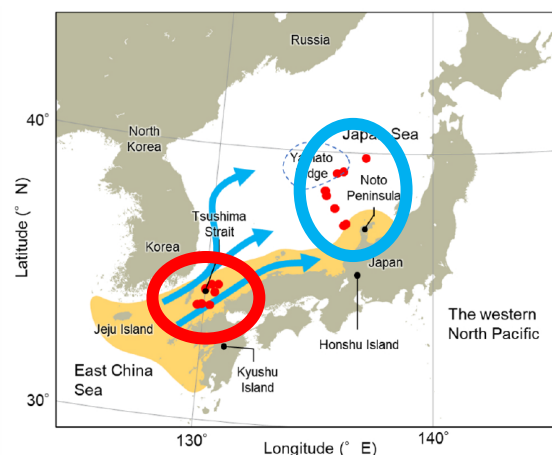 Russia
40°
North
Korea
Japan Sea
Yamato
Noto
Peninsula
Tsushima
Strait
Korea
Japan
Jeju Island
The western
North Pacific
Honshu Island
East China
Sea
Kyushu
Island
30°
130°
140°
Latitude (° N)
Longitude (° E)